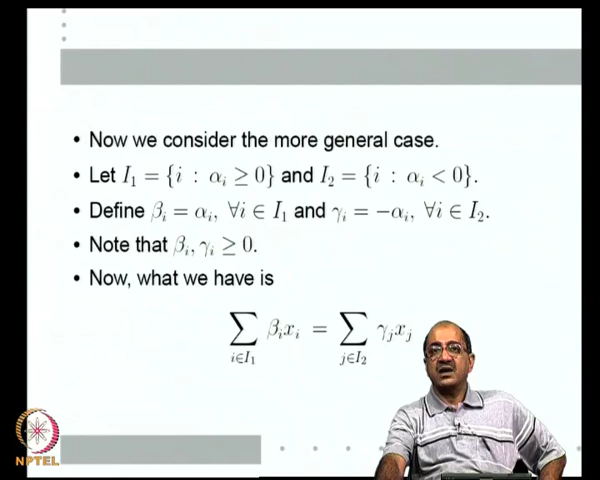 • Now we consider the more general case.
• Let I₁ = {i : αᵢ ≥ 0} and I₂ = {i : αᵢ < 0}.
• Define βᵢ = αᵢ, ∀i ∈ I₁ and γᵢ = −αᵢ, ∀i ∈ I₂.
• Note that βᵢ, γᵢ ≥ 0.
• Now, what we have is
∑_{i∈I₁} βᵢxᵢ = ∑_{j∈I₂} γⱼxⱼ
NPTEL